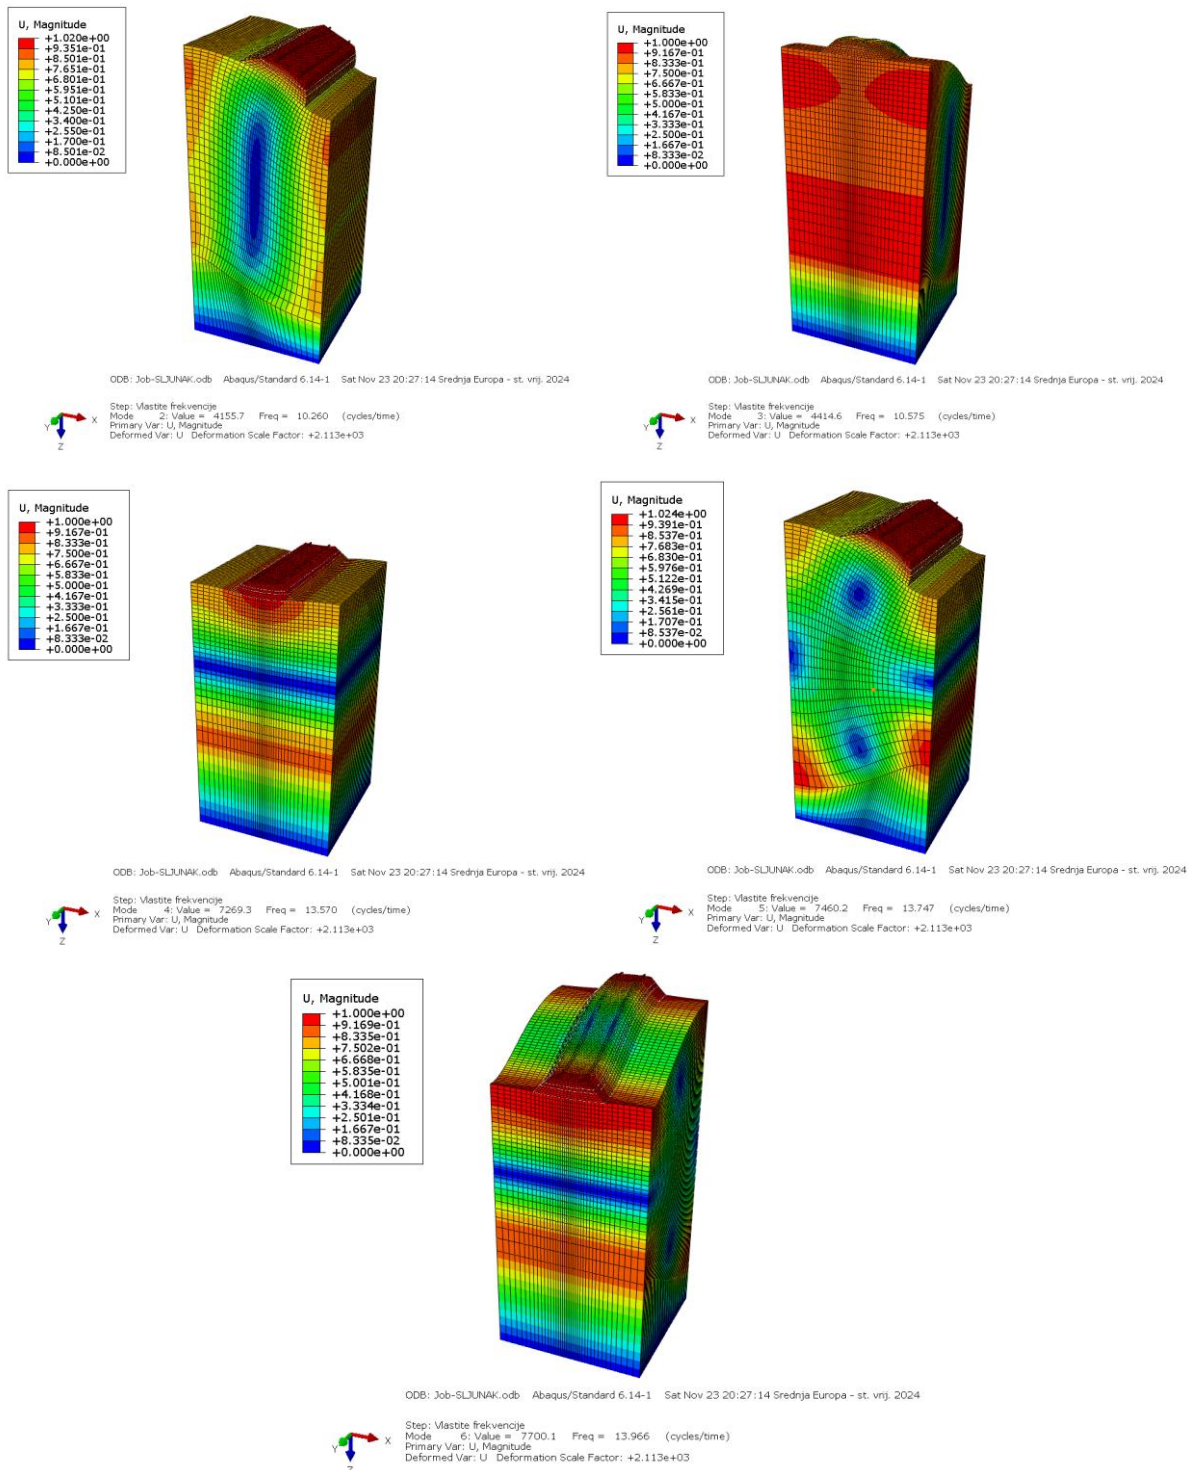 U, Magnitude
+1.020e+00
+9.351e-01
+8.501e-01
+7.651e-01
+6.801e-01
+5.951e-01
+5.101e-01
+4.250e-01
+3.400e-01
+2.550e-01
+1.700e-01
+8.501e-02
+0.000e+00
ODB: Job-SLJUNAK.odb Abaqus/Standard 6.14-1 Sat Nov 23 20:27:14 Srednja Europa - st. vrij. 2024
X
Y
Z
Step: Vlastite frekvencije
Mode 2: Value = 4155.7 Freq = 10.260 (cycles/time)
Primary Var: U, Magnitude
Deformed Var: U Deformation Scale Factor: +2.113e+03
U, Magnitude
+1.000e+00
+9.167e-01
+8.333e-01
+7.500e-01
+6.667e-01
+5.833e-01
+5.000e-01
+4.167e-01
+3.333e-01
+2.500e-01
+1.667e-01
+8.333e-02
+0.000e+00
ODB: Job-SLJUNAK.odb Abaqus/Standard 6.14-1 Sat Nov 23 20:27:14 Srednja Europa - st. vrij. 2024
X
Y
Z
Step: Vlastite frekvencije
Mode 3: Value = 4414.6 Freq = 10.575 (cycles/time)
Primary Var: U, Magnitude
Deformed Var: U Deformation Scale Factor: +2.113e+03
U, Magnitude
+1.000e+00
+9.167e-01
+8.333e-01
+7.500e-01
+6.667e-01
+5.833e-01
+5.000e-01
+4.167e-01
+3.333e-01
+2.500e-01
+1.667e-01
+8.333e-02
+0.000e+00
ODB: Job-SLJUNAK.odb Abaqus/Standard 6.14-1 Sat Nov 23 20:27:14 Srednja Europa - st. vrij. 2024
X
Y
Z
Step: Vlastite frekvencije
Mode 4: Value = 7269.3 Freq = 13.570 (cycles/time)
Primary Var: U, Magnitude
Deformed Var: U Deformation Scale Factor: +2.113e+03
U, Magnitude
+1.024e+00
+9.391e-01
+8.537e-01
+7.683e-01
+6.830e-01
+5.976e-01
+5.122e-01
+4.269e-01
+3.415e-01
+2.561e-01
+1.707e-01
+8.537e-02
+0.000e+00
ODB: Job-SLJUNAK.odb Abaqus/Standard 6.14-1 Sat Nov 23 20:27:14 Srednja Europa - st. vrij. 2024
X
Y
Z
Step: Vlastite frekvencije
Mode 5: Value = 7460.2 Freq = 13.747 (cycles/time)
Primary Var: U, Magnitude
Deformed Var: U Deformation Scale Factor: +2.113e+03
U, Magnitude
+1.000e+00
+9.169e-01
+8.335e-01
+7.502e-01
+6.668e-01
+5.835e-01
+5.001e-01
+4.168e-01
+3.334e-01
+2.501e-01
+1.667e-01
+8.335e-02
+0.000e+00
ODB: Job-SLJUNAK.odb Abaqus/Standard 6.14-1 Sat Nov 23 20:27:14 Srednja Europa - st. vrij. 2024
X
Y
Z
Step: Vlastite frekvencije
Mode 6: Value = 7700.1 Freq = 13.966 (cycles/time)
Primary Var: U, Magnitude
Deformed Var: U Deformation Scale Factor: +2.113e+03